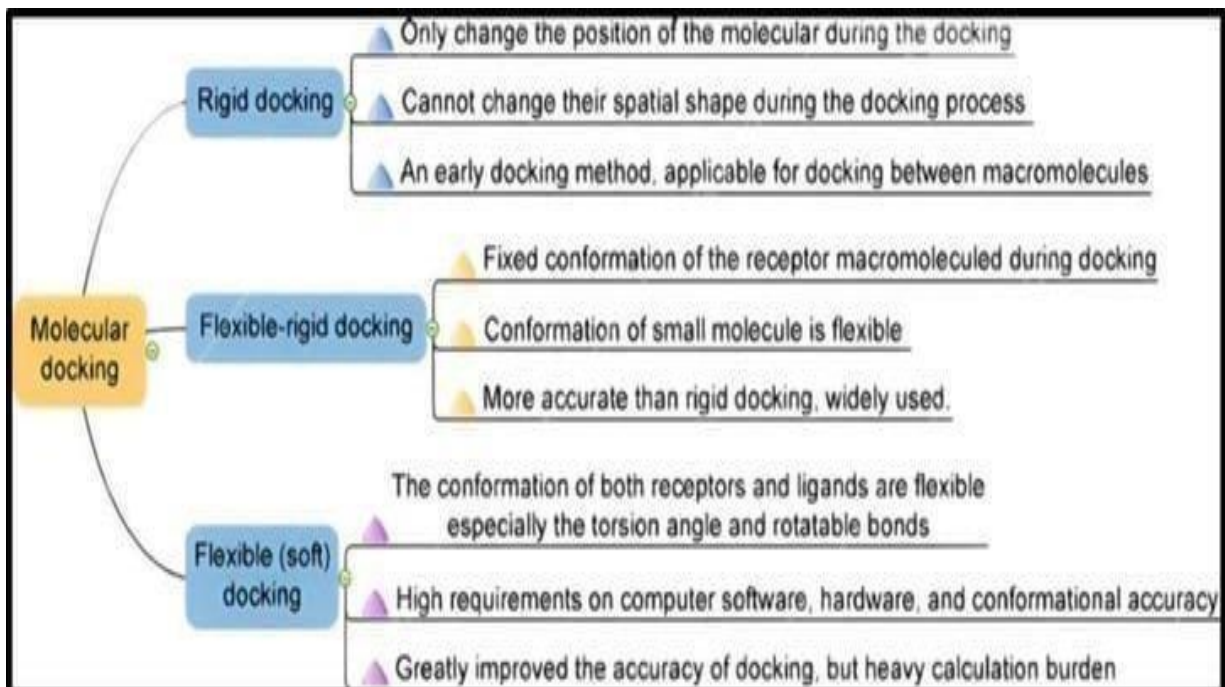 Only change the position of the molecular during the docking
Rigid docking
Cannot change their spatial shape during the docking process
An early docking method, applicable for docking between macromolecules
Fixed conformation of the receptor macromoleculed during docking
Molecular
docking
Flexible-rigid docking
Conformation of small molecule is flexible
More accurate than rigid docking, widely used.
The conformation of both receptors and ligands are flexible
especially the torsion angle and rotatable bonds
Flexible (soft)
docking
High requirements on computer software, hardware, and conformational accuracy
Greatly improved the accuracy of docking, but heavy calculation burden